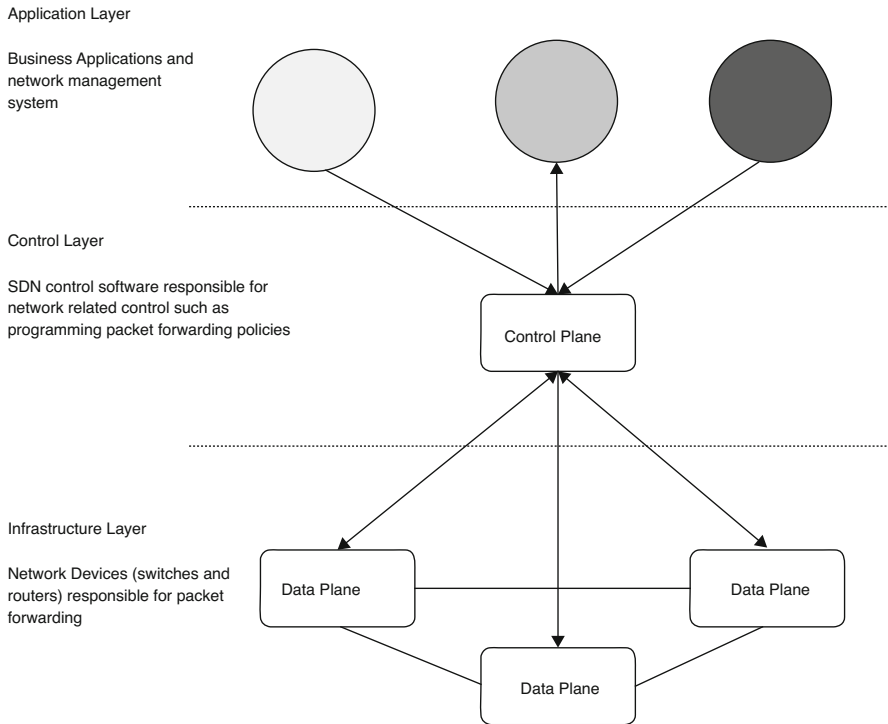 Application Layer
Business Applications and
network management
system
Control Layer
SDN control software responsible for
network related control such as
programming packet forwarding policies
Control Plane
Infrastructure Layer
Network Devices (switches and
routers) responsible for packet
forwarding
Data Plane
Data Plane
Data Plane